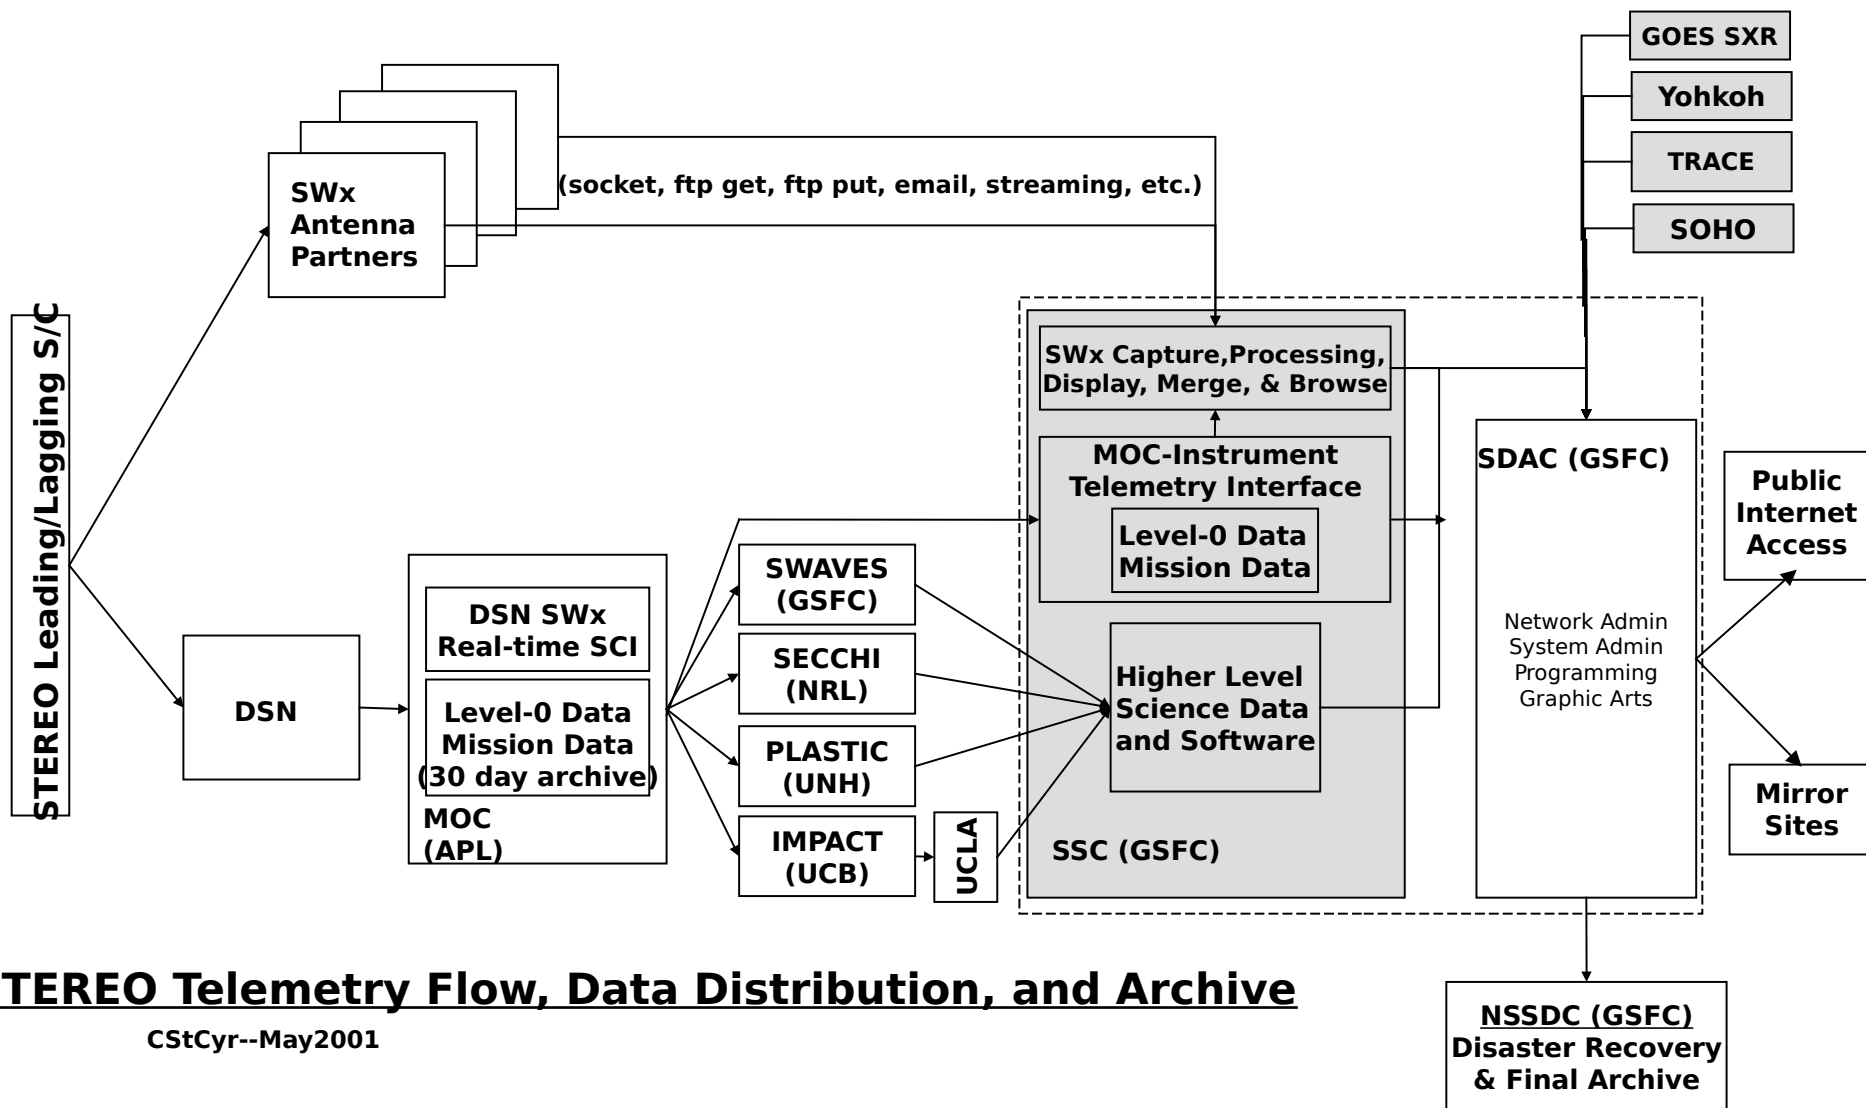 GOES SXR
Yohkoh
TRACE
SOHO
SWx
Antenna
Partners
(socket, ftp get, ftp put, email, streaming, etc.)
STEREO Leading/Lagging S/C
SWx Capture,Processing,
Display, Merge, & Browse
MOC-Instrument
Telemetry Interface
Level-0 Data
Mission Data
SDAC (GSFC)
Network Admin
System Admin
Programming
Graphic Arts
Public
Internet
Access
DSN
DSN SWx
Real-time SCI
Level-0 Data
Mission Data
(30 day archive)
MOC
(APL)
SWAVES
(GSFC)
SECCHI
(NRL)
PLASTIC
(UNH)
IMPACT
(UCB)
UCLA
Higher Level
Science Data
and Software
SSC (GSFC)
Mirror
Sites
TEREO Telemetry Flow, Data Distribution, and Archive
CStCyr--May2001
NSSDC (GSFC)
Disaster Recovery
& Final Archive